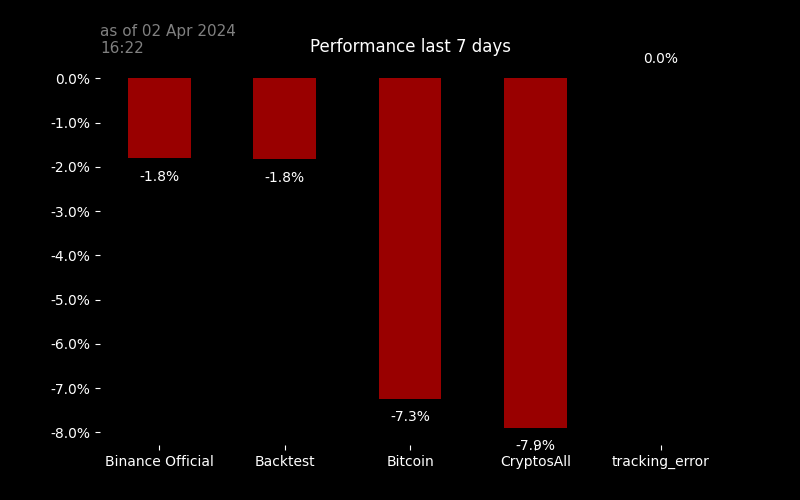 as of 02 Apr 2024
16:22
Performance last 7 days
0.0%
0.0%
-1.0%
-2.0%
-1.8%
-1.8%
-3.0%
-4.0%
-5.0%
-6.0%
-7.0%
-7.3%
-8.0%
-7.9%
Binance Official
Backtest
Bitcoin
CryptosAll
tracking_error